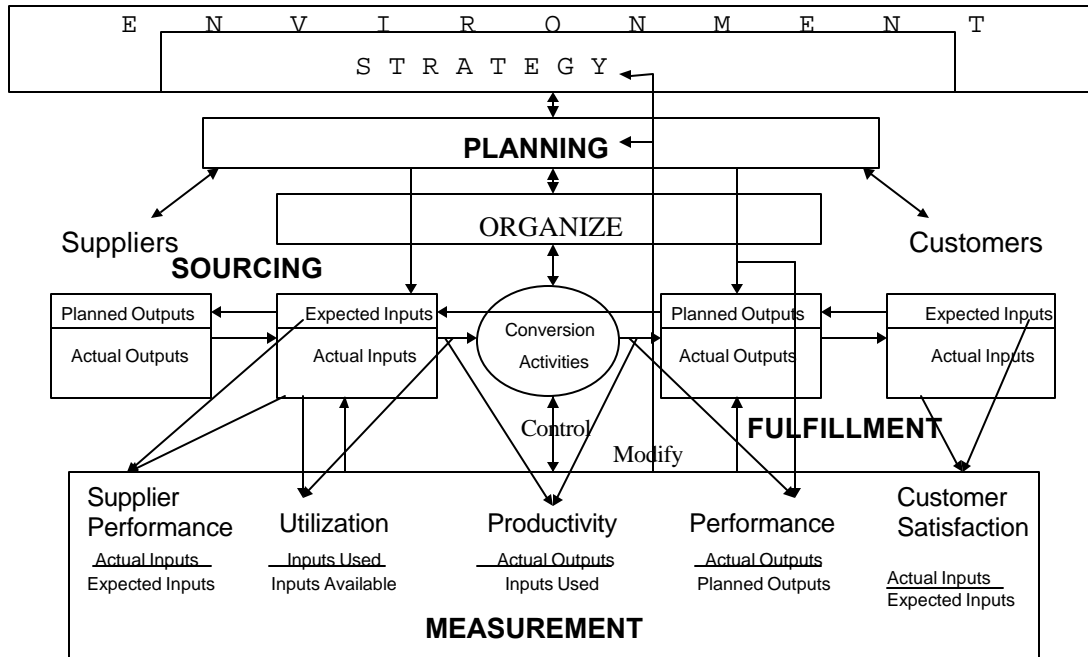 E N V I R O N M E N T
S T R A T E G Y
PLANNING
ORGANIZE
Suppliers
Customers
SOURCING
Planned Outputs
Expected Inputs
Planned Outputs
Expected Inputs
Conversion
Activities
Actual Outputs
Actual Inputs
Actual Outputs
Actual Inputs
Control
FULFILLMENT
Modify
Supplier
Performance
Actual Inputs
Expected Inputs
Utilization
Inputs Used
Inputs Available
Productivity
Actual Outputs
Inputs Used
Performance
Actual Outputs
Planned Outputs
Customer
Satisfaction
Actual Inputs
Expected Inputs
MEASUREMENT